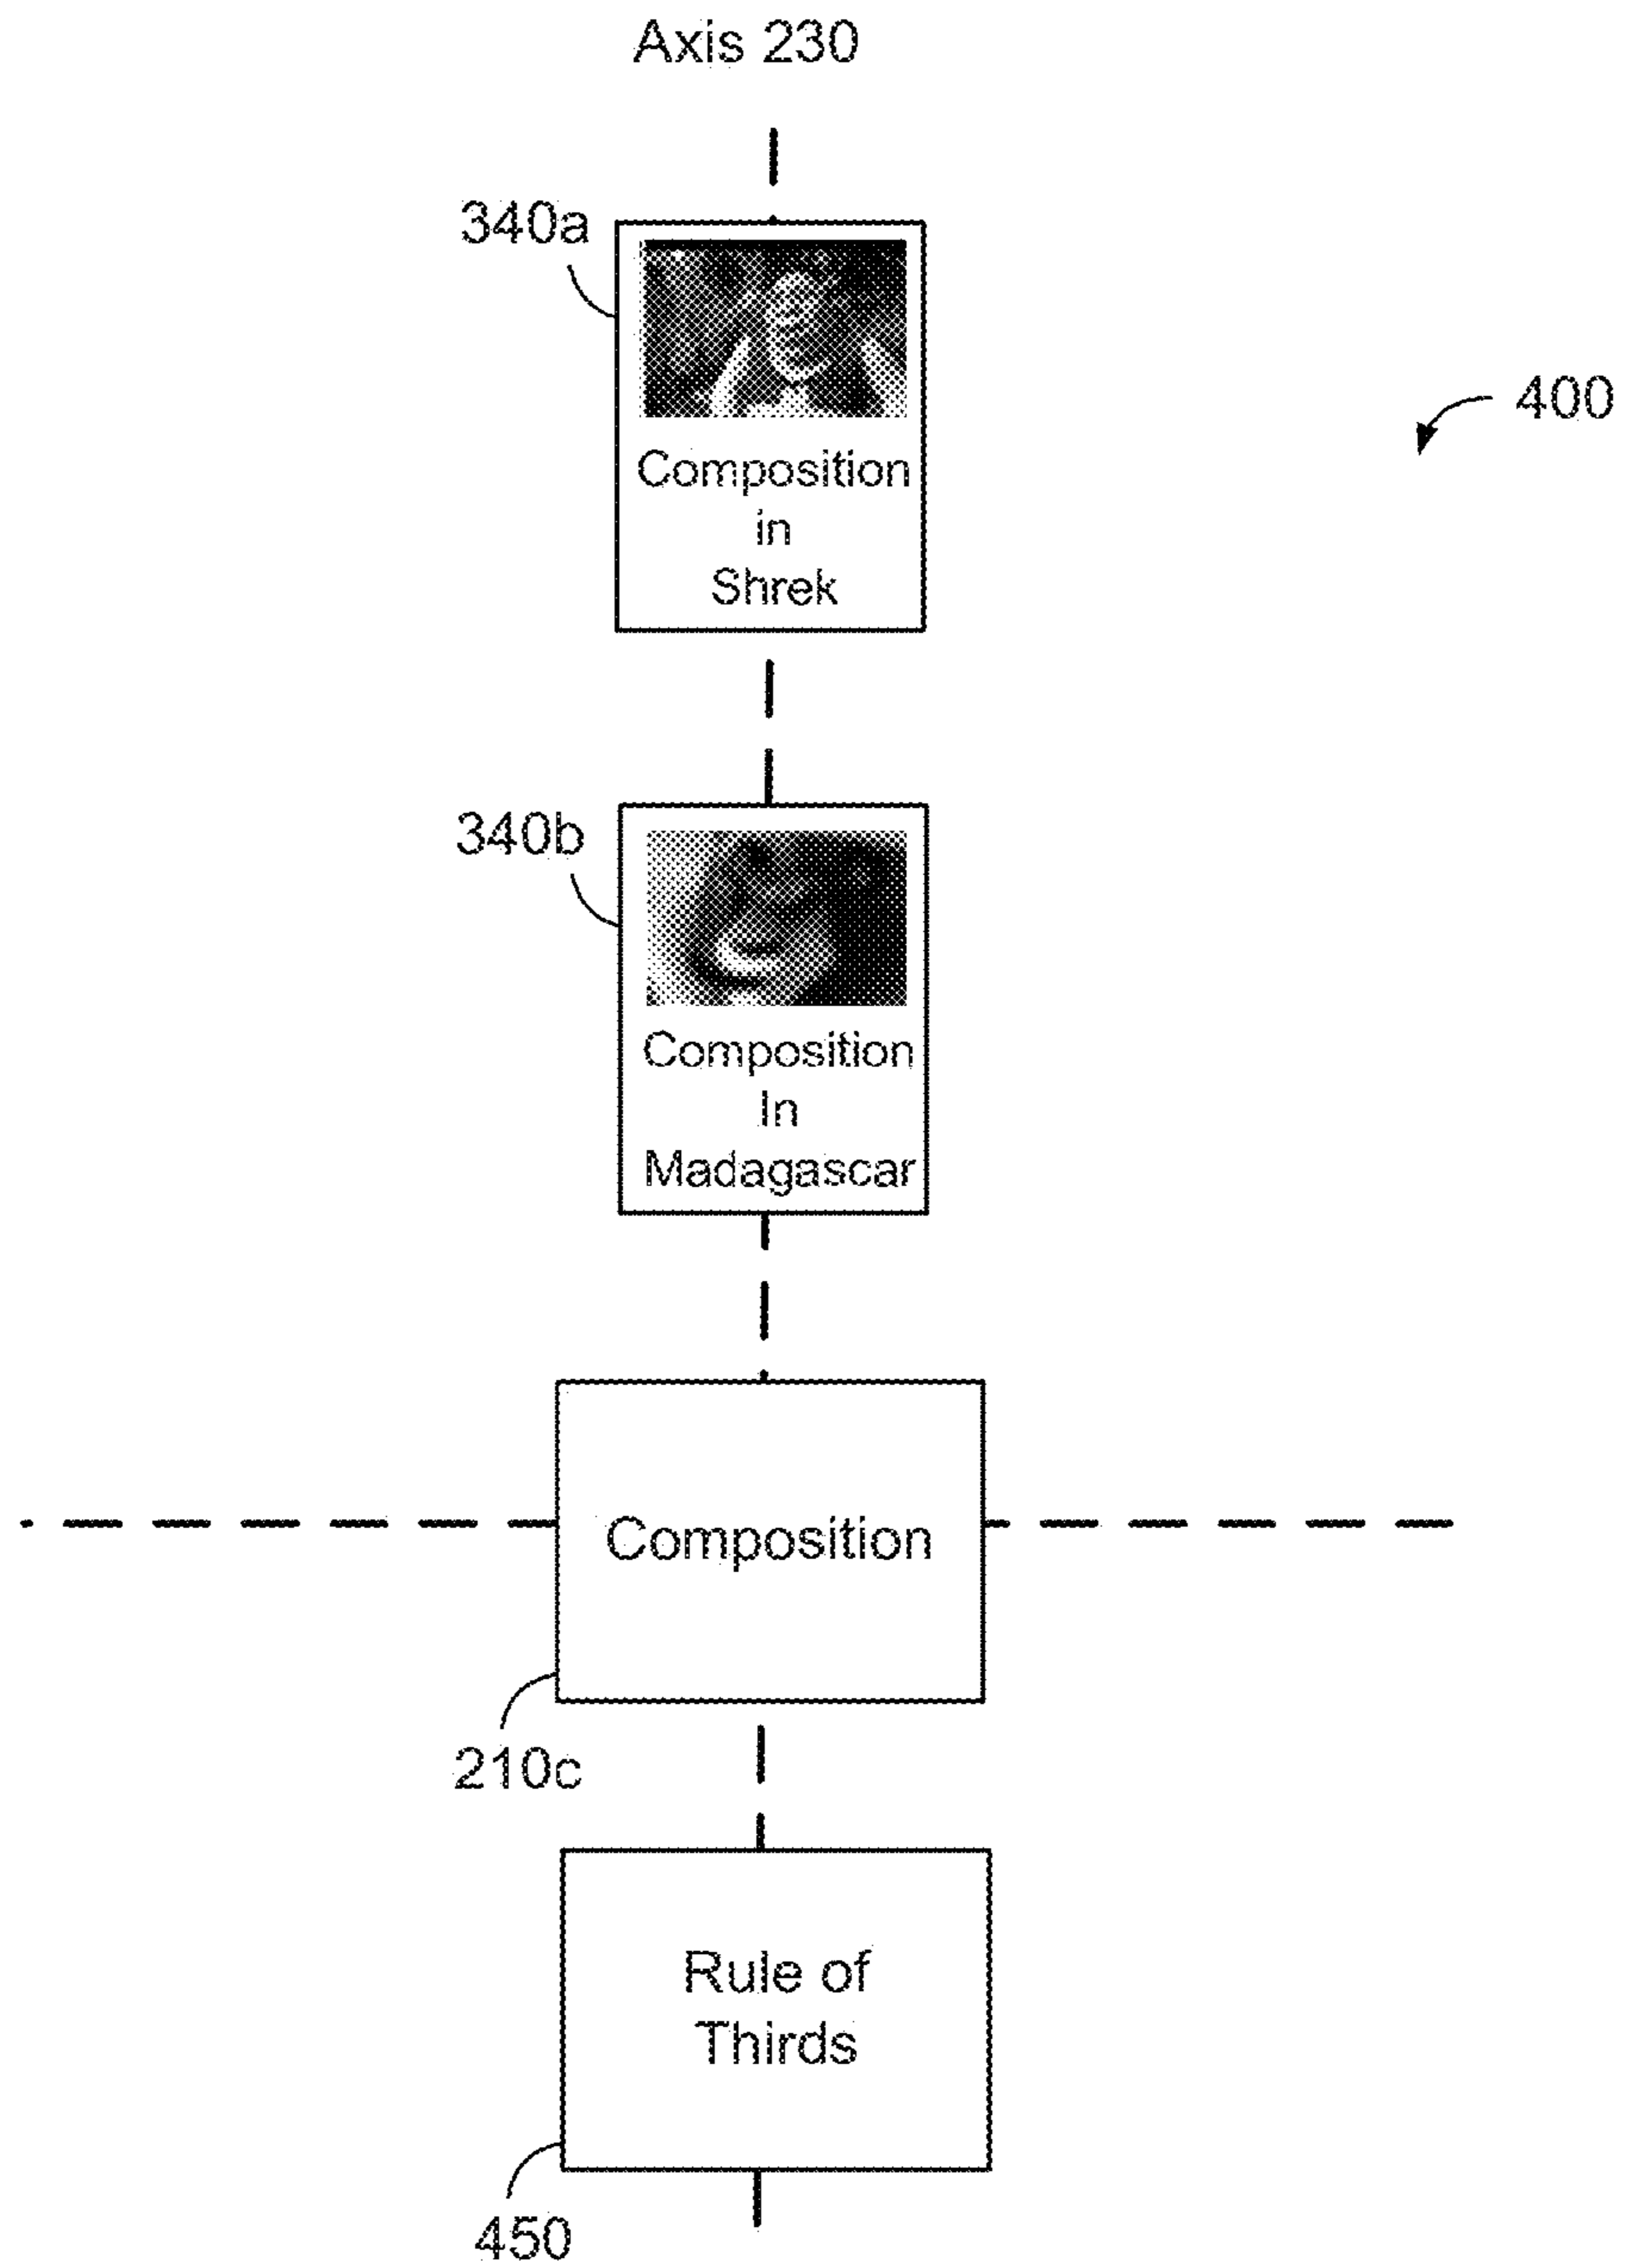 Axis 230
340a
400
Composition
in
Shrek
340b
Composition
In
Madagascar
Composition
210c
Rule of
Thirds
450